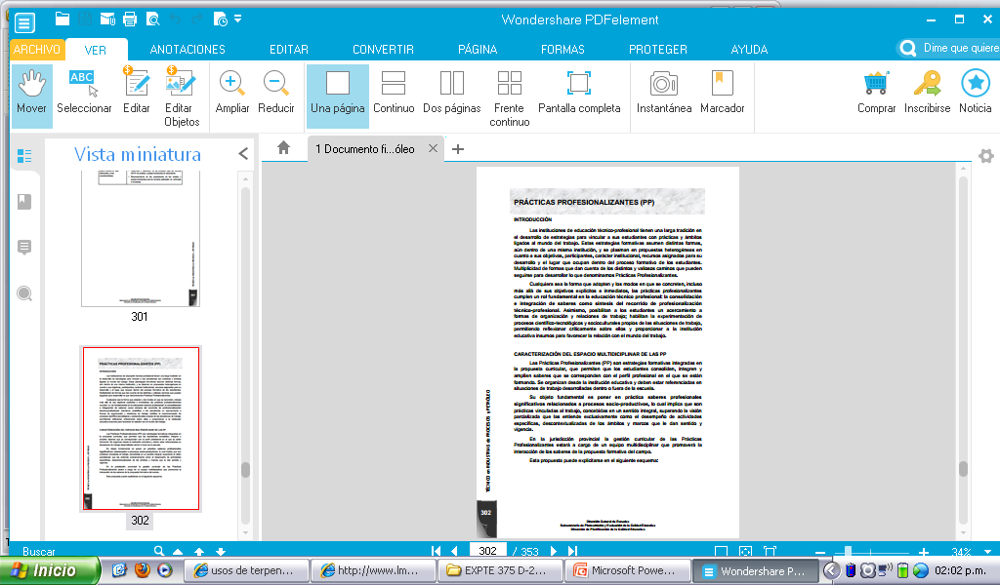 Wondershare PDFelement
ARCHIVO VER ANOTACIONES EDITAR CONVERTIR PÁGINA FORMAS PROTEGER AYUDA Dime que quiere
ABC
Mover Seleccionar Editar Editar Objetos Ampliar Reducir Una página Continuo Dos páginas Frente continuo Pantalla completa Instantánea Marcador Comprar Inscribirse Noticia
Vista miniatura
1 Documento fi...óleo
301
302
PRÁCTICAS PROFESIONALIZANTES (PP)
INTRODUCCIÓN
Las instituciones de educación técnico-profesional tienen una larga tradición en
el desarrollo de estrategias para vincular a sus estudiantes con prácticas y ámbitos
ligados al mundo del trabajo. Estas estrategias formativas asumen distintas formas,
aún dentro de una misma institución, y se plasman en propuestas heterogéneas en
cuanto a sus objetivos, participantes, carácter institucional, recursos asignados para su
desarrollo y el lugar que ocupan dentro del proceso formativo de los estudiantes.
Multiplicidad de formas que dan cuenta de los distintos y valiosos caminos que pueden
seguirse para desarrollar lo que denominamos Prácticas Profesionalizantes.
Cualquiera sea la forma que adopten y los modos en que se concreten, incluso
más allá de sus objetivos explícitos e inmediatos, las prácticas profesionalizantes
cumplen un rol fundamental en la educación técnico profesional: la consolidación
e integración de saberes como síntesis del recorrido de profesionalización
técnico-profesional. Asimismo, posibilitan a los estudiantes un acercamiento a
formas de organización y relaciones de trabajo; habilitan la experimentación de
procesos científico-tecnológicos y socioculturales propios de las situaciones de trabajo,
permitiendo reflexionar críticamente sobre ellos y proporcionar a la institución
educativa insumos para favorecer la relación con el mundo del trabajo.
CARACTERIZACIÓN DEL ESPACIO MULTIDICIPLINAR DE LAS PP
Las Prácticas Profesionalizantes (PP) son estrategias formativas integradas en
la propuesta curricular, que permiten que los estudiantes consoliden, integren y
amplíen saberes que se corresponden con el perfil profesional en el que se están
formando. Se organizan desde la institución educativa y deben estar referenciadas en
situaciones de trabajo desarrolladas dentro o fuera de la escuela.
Su objeto fundamental es poner en práctica saberes profesionales
significativos relacionados a procesos socio-productivos, lo cual implica que son
prácticas vinculadas al trabajo, concebidas en un sentido integral, superando la visión
parcializada que las entiende exclusivamente como el desempeño de actividades
específicas, descontextualizadas de los ámbitos y marcos que le dan sentido y
vigencia.
En la jurisdicción provincial la gestión curricular de las Prácticas
Profesionalizantes estará a cargo de un equipo multidisciplinar que promoverá la
interacción de los saberes de la propuesta formativa del campo.
Esta propuesta puede explicitarse en el siguiente esquema:
TÉCNICO en INDUSTRIAS de PROCESOS o PETRÓLEO
302
Dirección General de Escuelas
Subsecretaría de Planeamiento y Evaluación de la Calidad Educativa
Dirección de Planificación de la Calidad Educativa
Buscar 302 / 353 34%
Inicio usos de terpen... http://www.lm... EXPTE 375 D-2... Microsoft Powe... Wondershare P... 02:02 p.m.